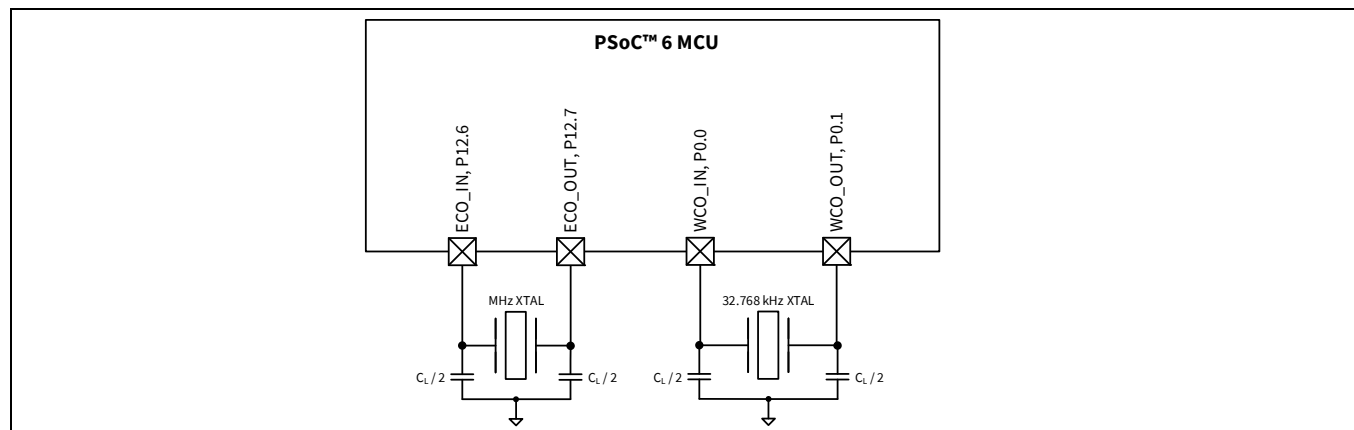 PSoC™ 6 MCU
ECO_IN, P12.6
ECO_OUT, P12.7
WCO_IN, P0.0
WCO_OUT, P0.1
MHz XTAL
32.768 kHz XTAL
CL / 2
CL / 2
CL / 2
CL / 2